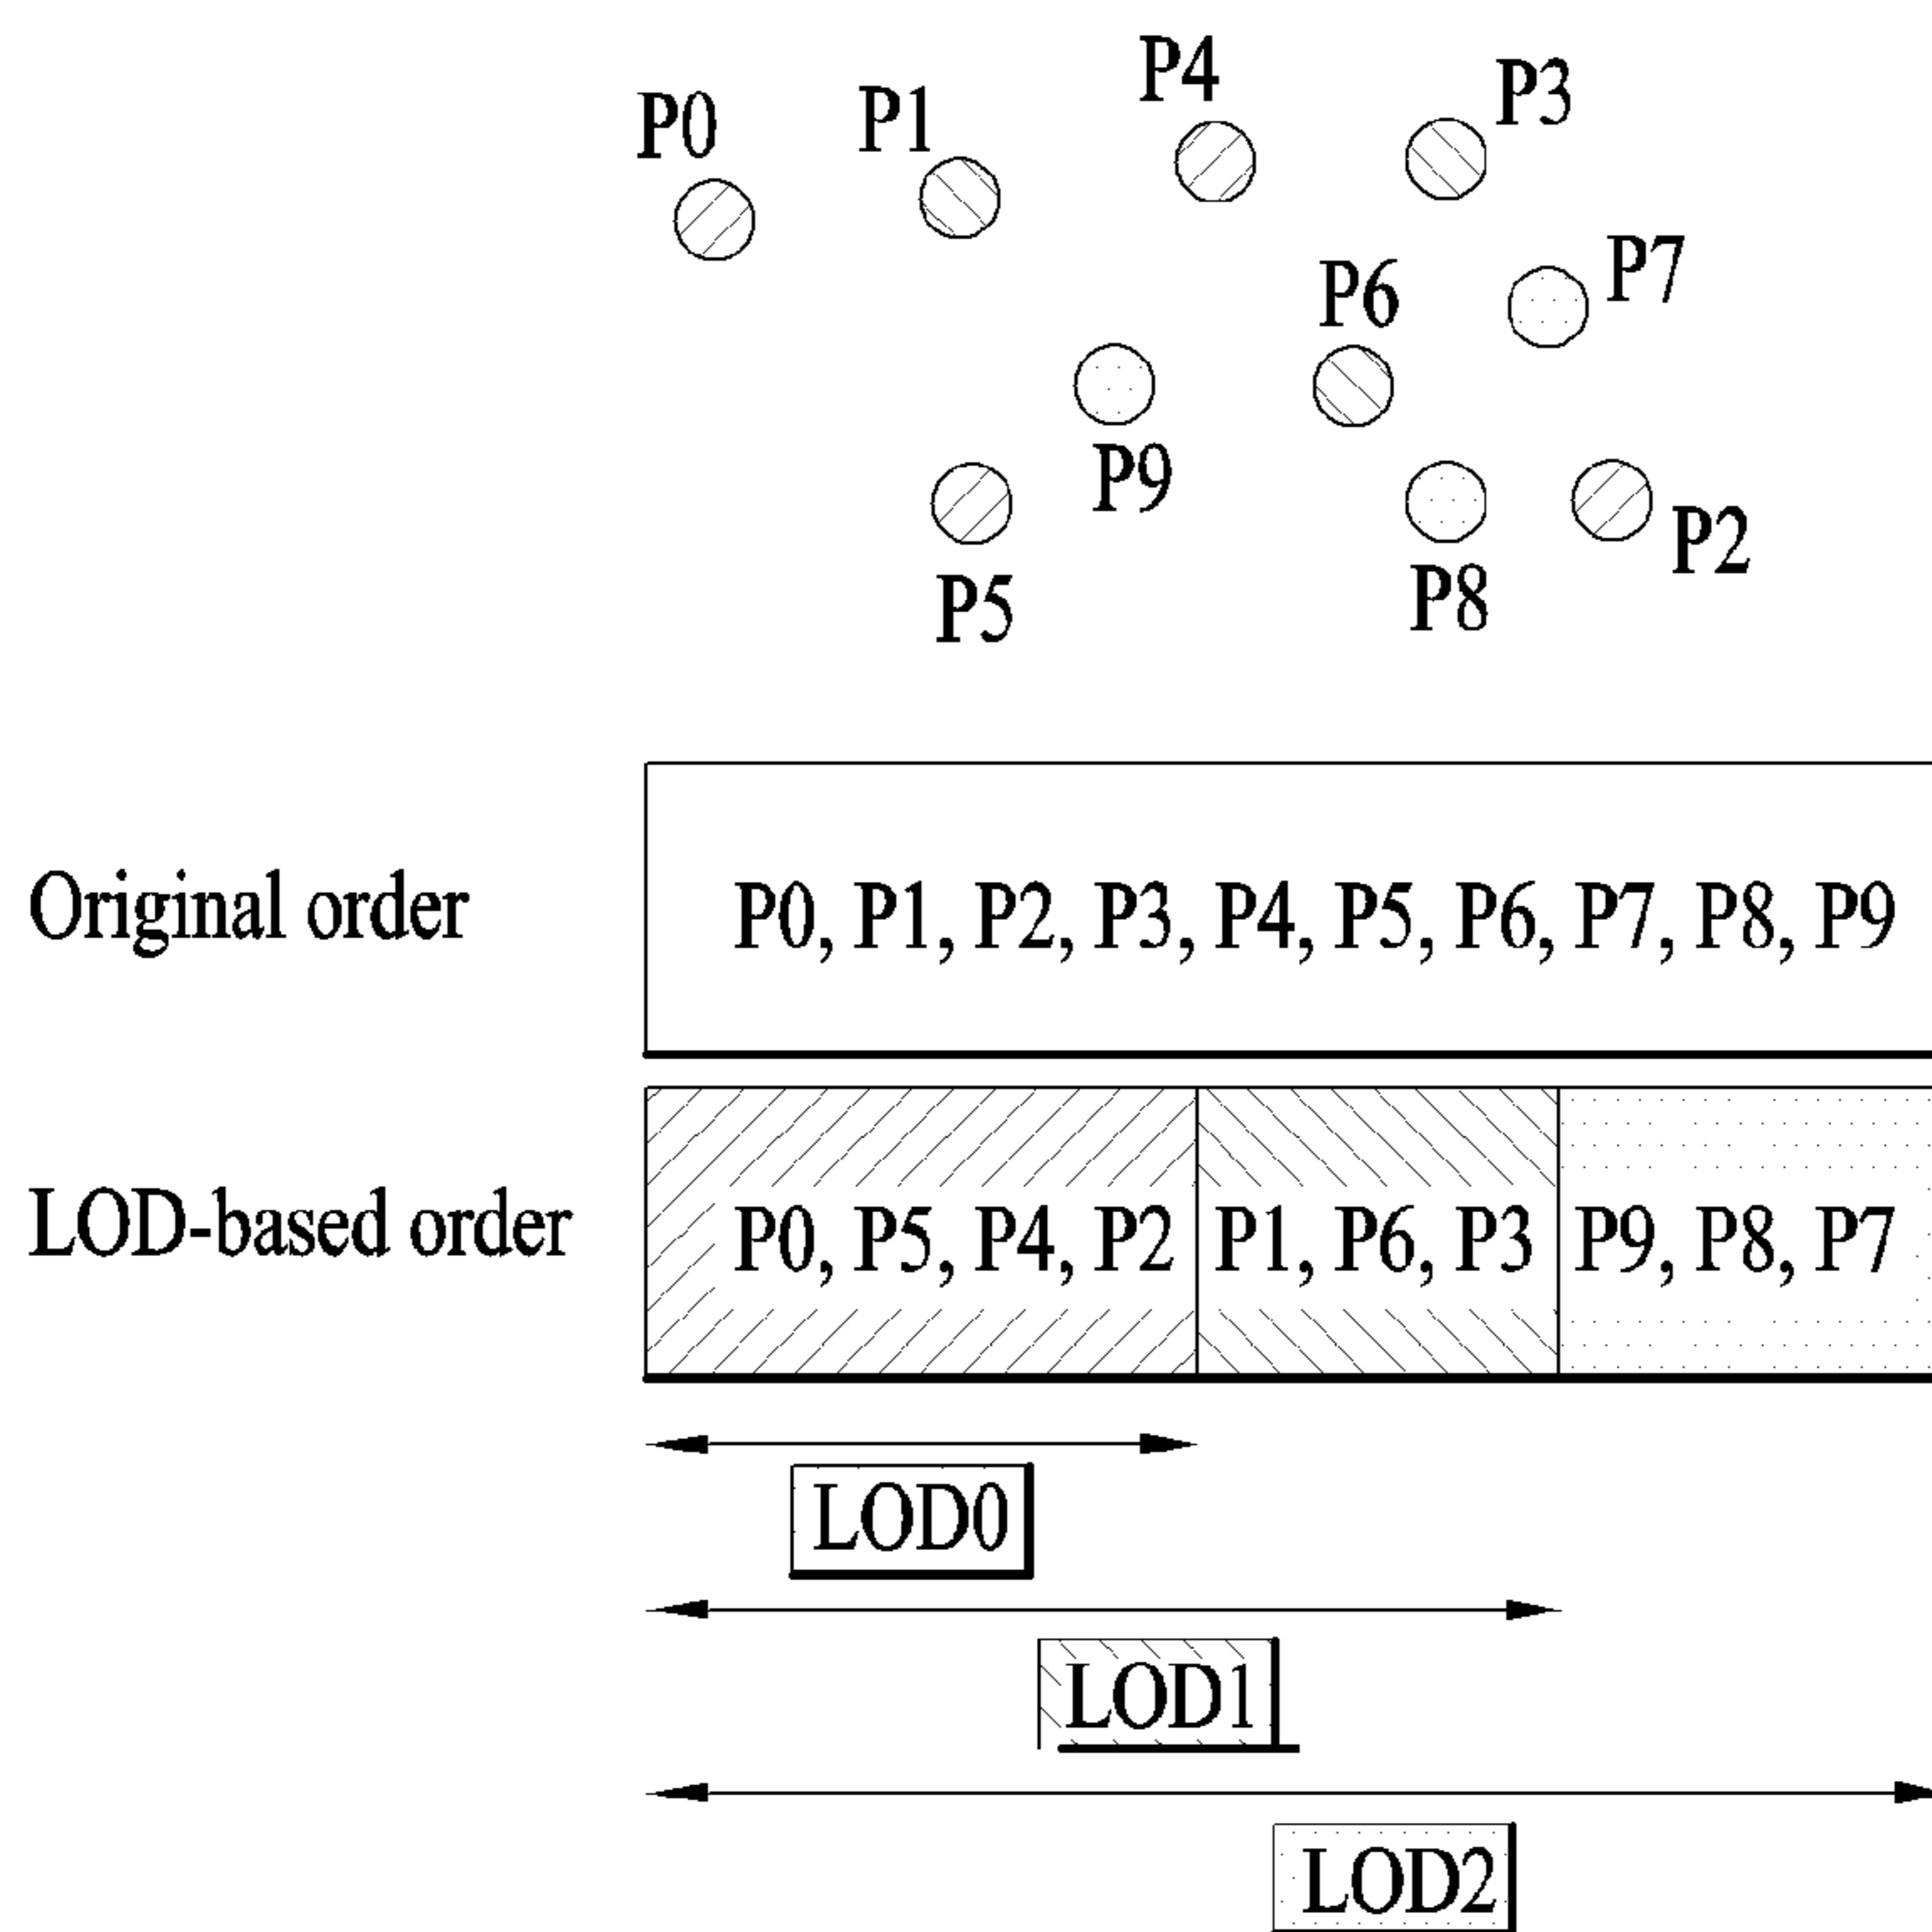 P4
P3
P0
P1
P7
P6
P9
P2
P5
P8
Original order
P0, P1, P2, P3, P4, P5, P6, P7, P8, P9
LOD-based order
P0, P5, P4, P2
P1, P6, P3
P9, P8, P7
LOD0
LOD1
LOD2